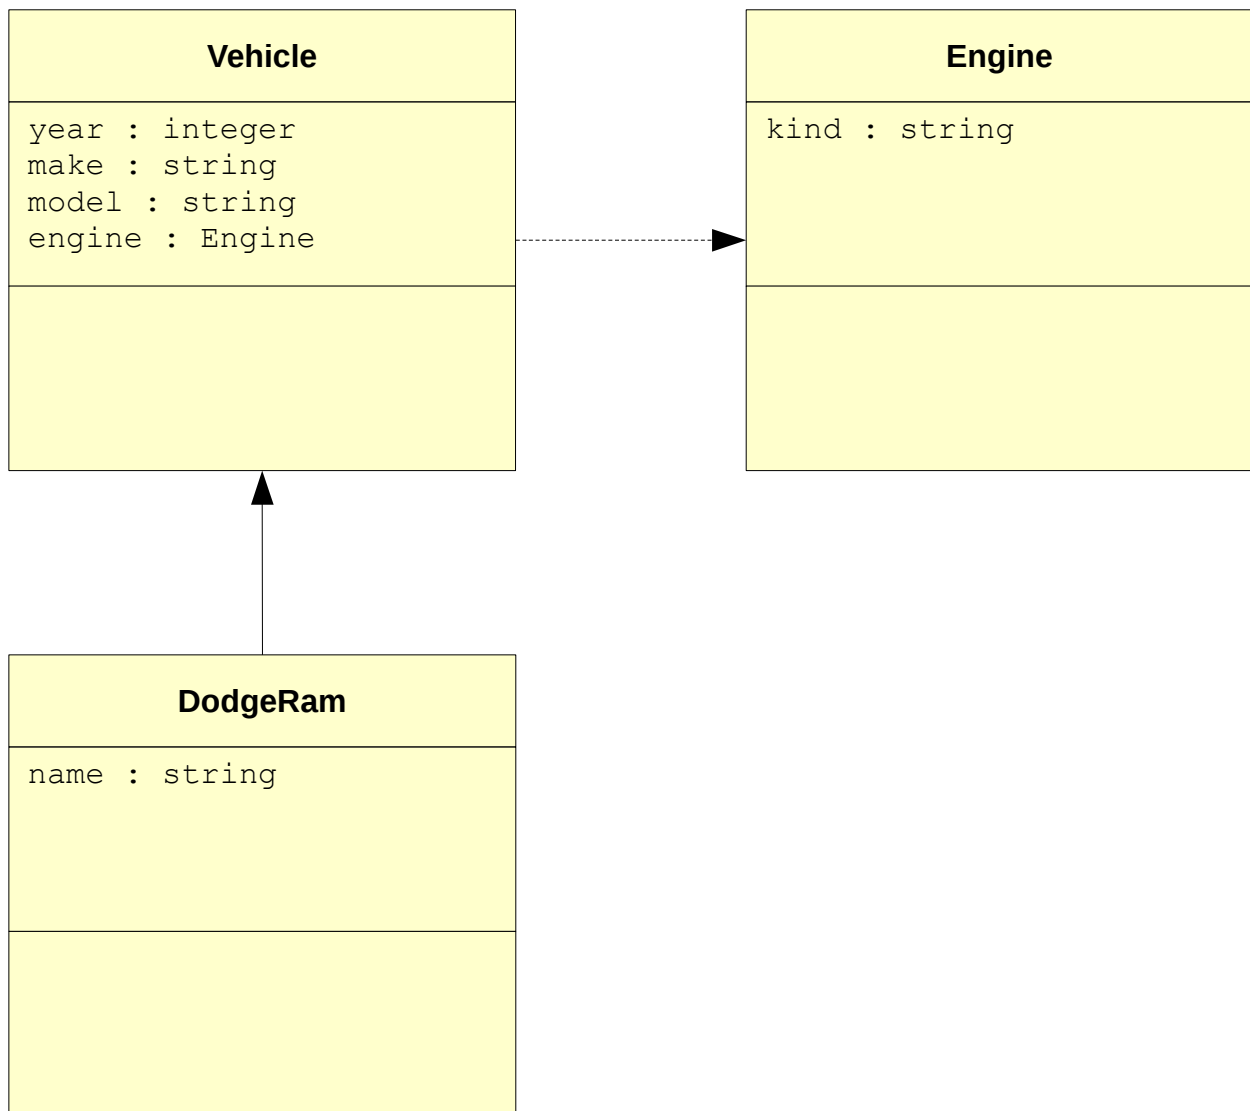 Vehicle
year : integer
make : string
model : string
engine : Engine
Engine
kind : string
DodgeRam
name : string